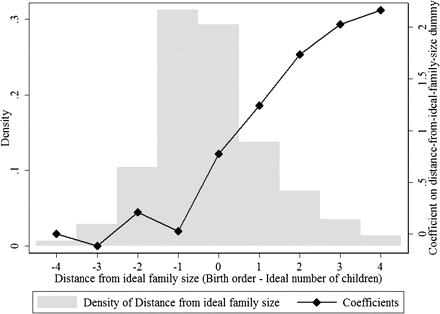 Density
.3
.2
.1
0
-4 -3 -2 -1 0 1 2 3 4
Distance from ideal family size (Birth order - Ideal number of children)
2
1.5
1
.5
0
Coefficient on distance-from-ideal-family-size dummy
Density of Distance from ideal family size
Coefficients